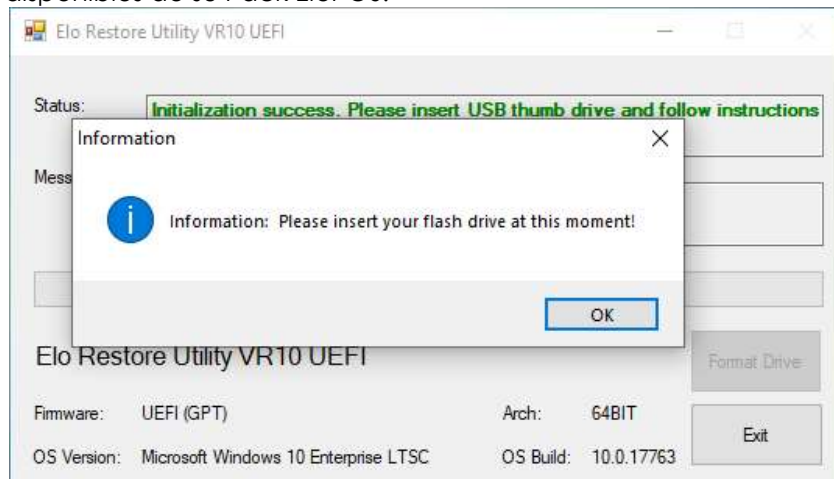 Elo Restore Utility VR10 UEFI
Status: Initialization success. Please insert USB thumb drive and follow instructions
Information
Mess
Information: Please insert your flash drive at this moment!
OK
Elo Restore Utility VR10 UEFI
Format Drive
Firmware: UEFI (GPT) Arch: 64BIT
Exit
OS Version: Microsoft Windows 10 Enterprise LTSC OS Build: 10.0.17763